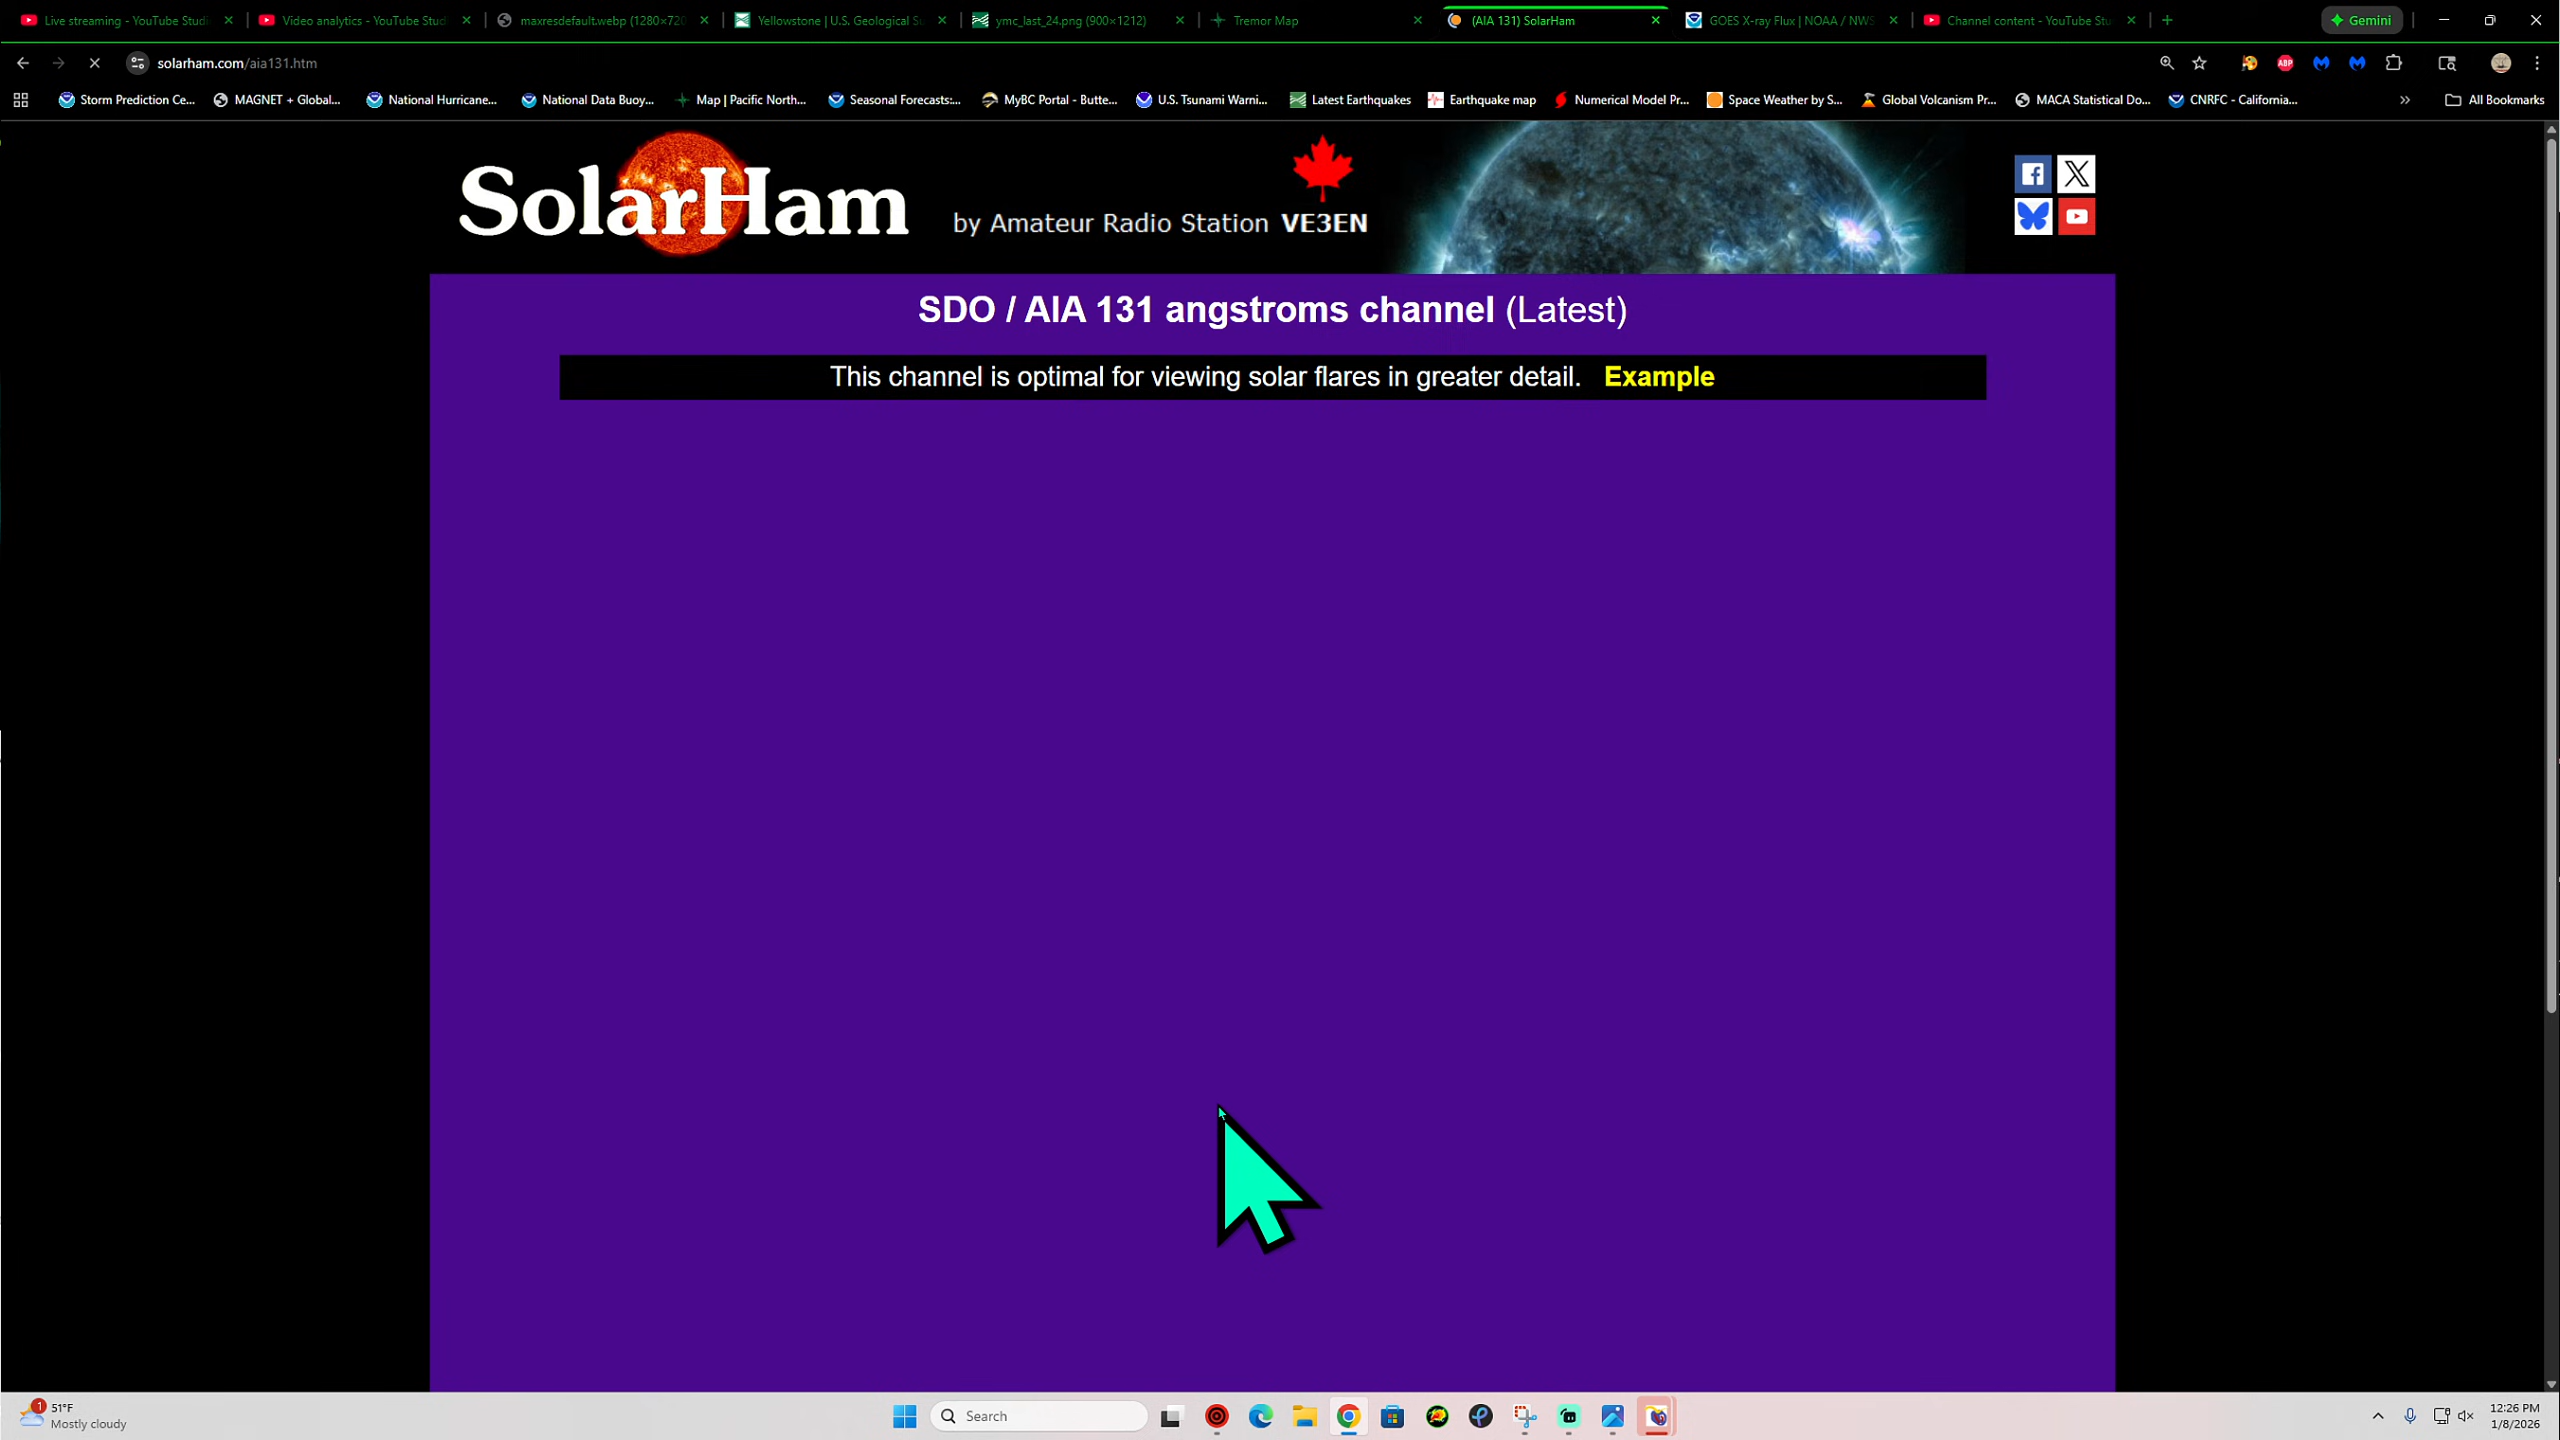 Live streaming - YouTube Studi
Video analytics - YouTube Stud
maxresdefault.webp (1280×720
Yellowstone | U.S. Geological Su
ymc_last_24.png (900×1212)
Tremor Map
(AIA 131) SolarHam
GOES X-ray Flux | NOAA / NWS
Channel content - YouTube Stu
Gemini
solarham.com/aia131.htm
ABP
Storm Prediction Ce...
MAGNET + Global...
National Hurricane...
National Data Buoy...
Map | Pacific North...
Seasonal Forecasts:...
MyBC Portal - Butte...
U.S. Tsunami Warni...
Latest Earthquakes
Earthquake map
Numerical Model Pr...
Space Weather by S...
Global Volcanism Pr...
MACA Statistical Do...
CNRFC - California...
All Bookmarks
SolarHam
by Amateur Radio Station VE3EN
SDO / AIA 131 angstroms channel (Latest)
This channel is optimal for viewing solar flares in greater detail. Example
1
51°F
Mostly cloudy
Search
12:26 PM
1/8/2026